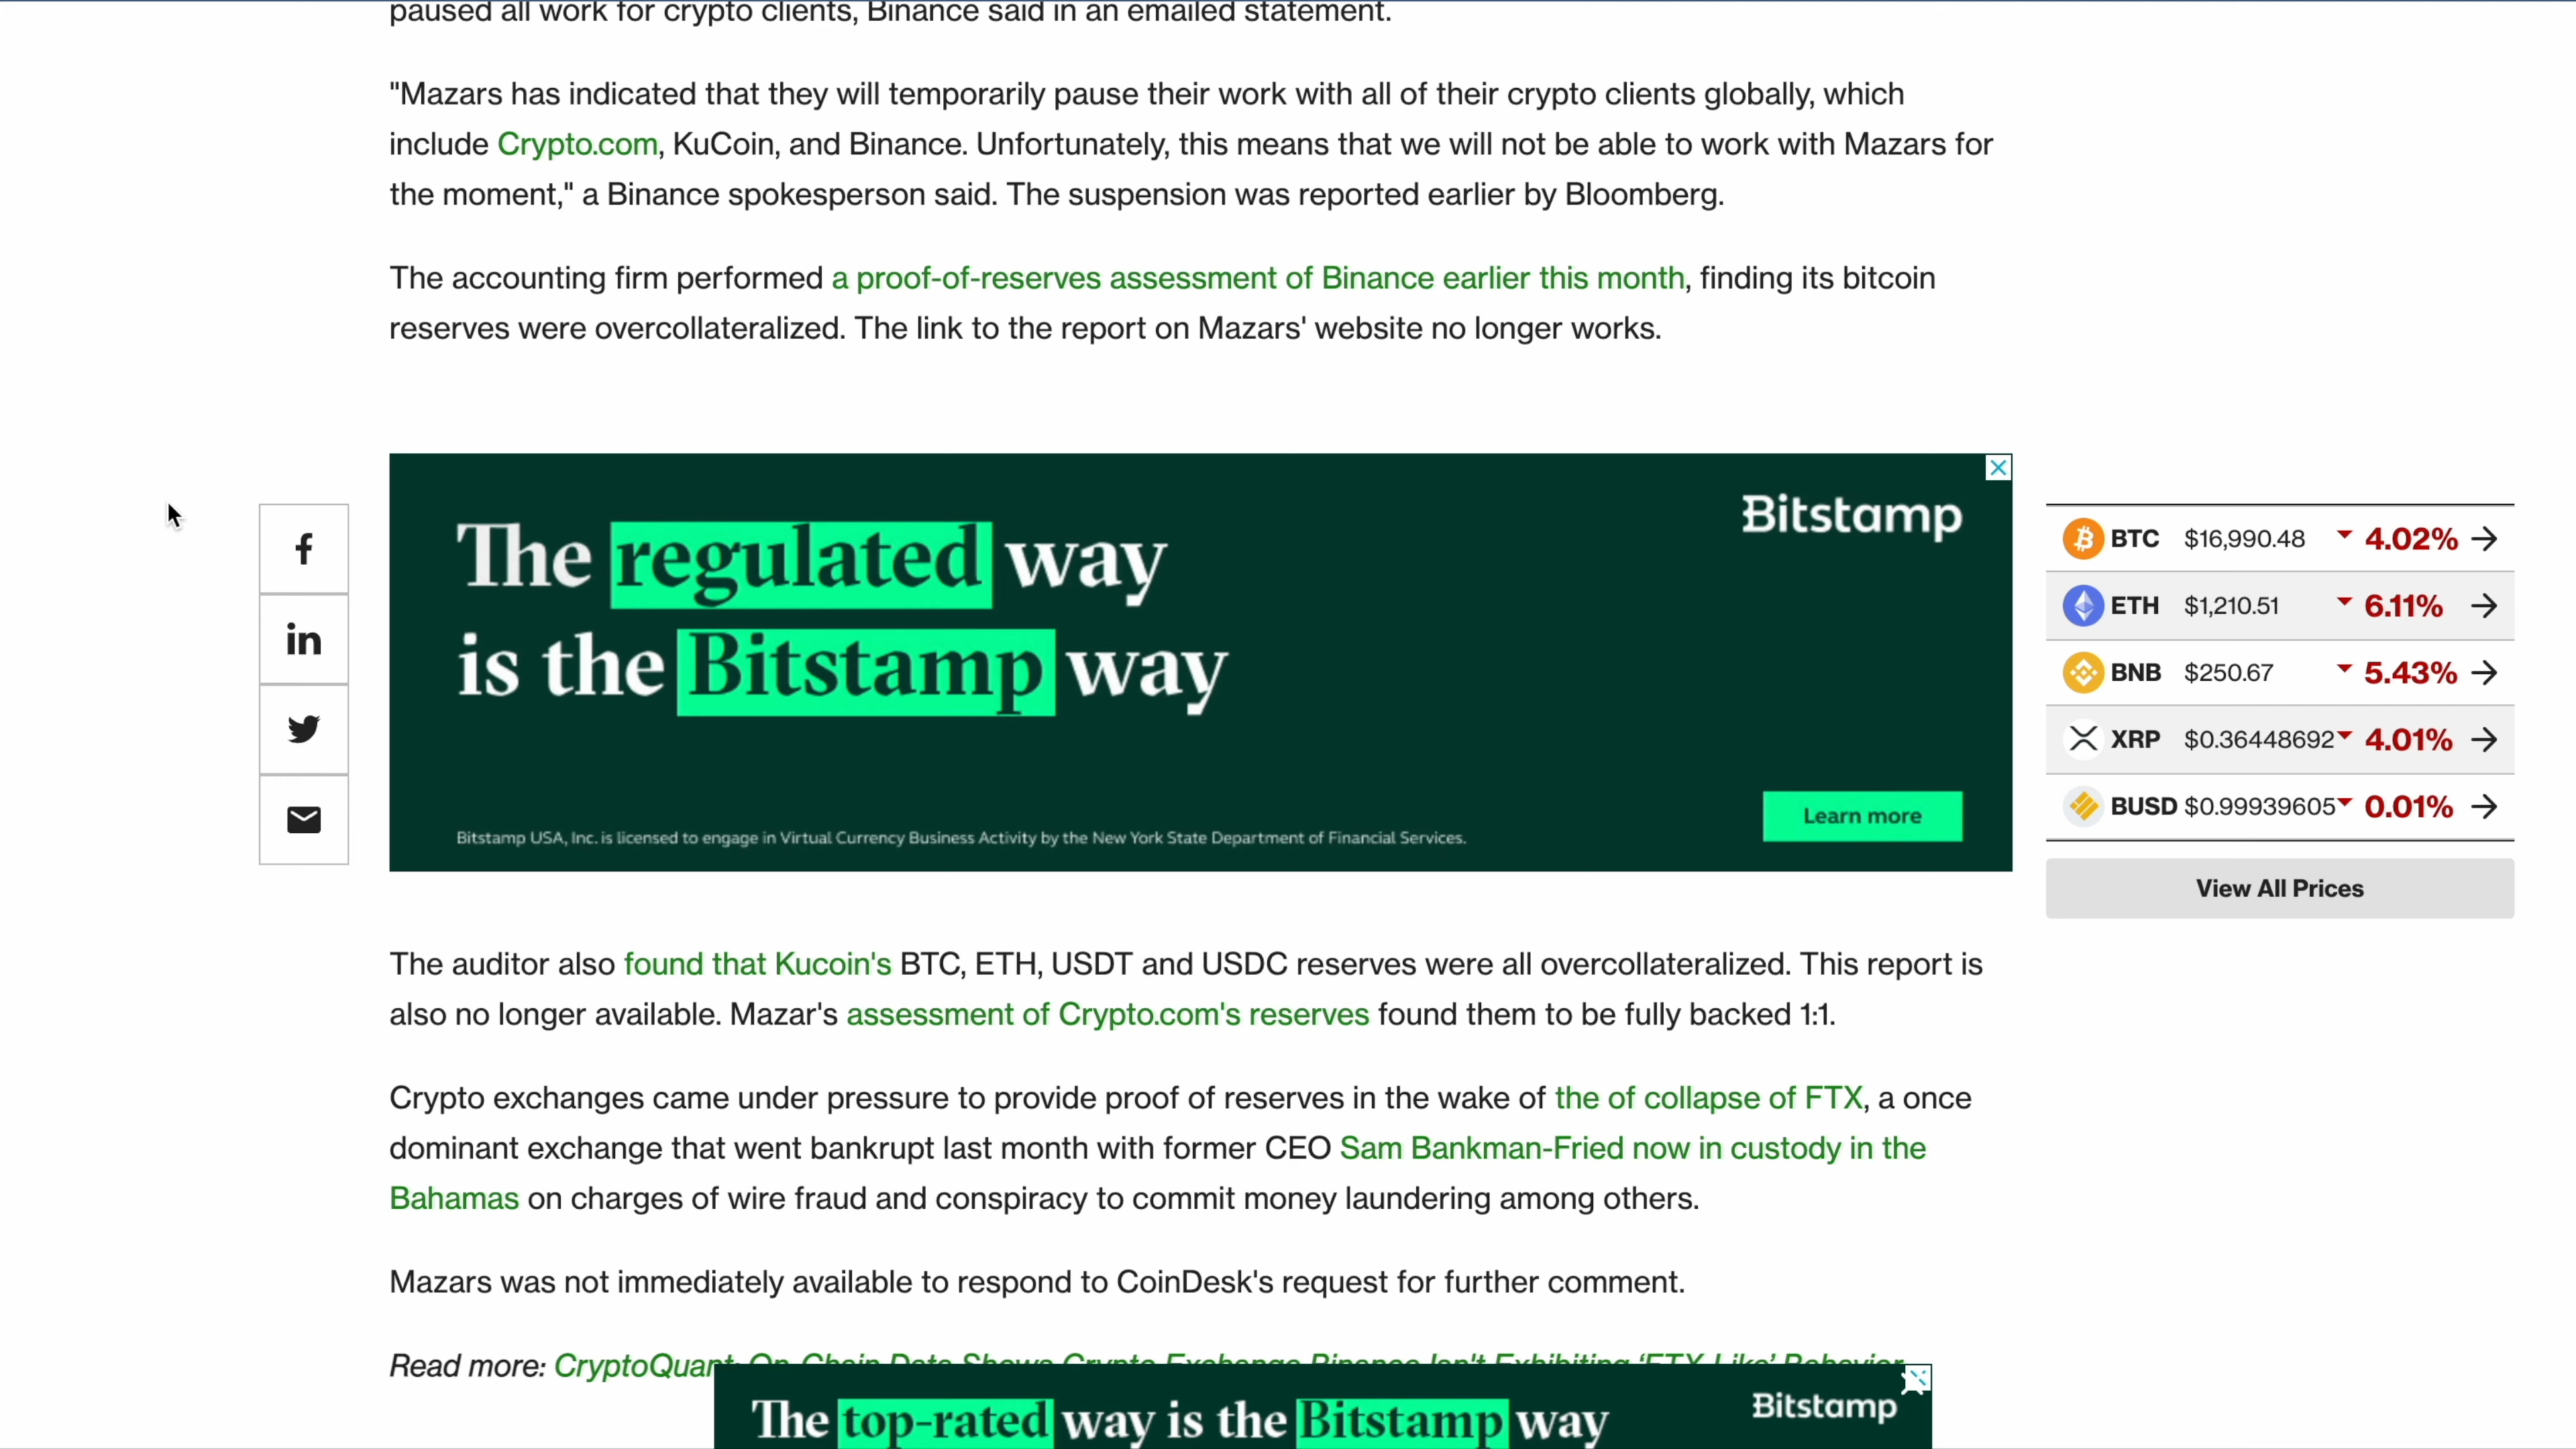 paused all work for crypto clients, Binance said in an emailed statement.
"Mazars has indicated that they will temporarily pause their work with all of their crypto clients globally, which
include Crypto.com, KuCoin, and Binance. Unfortunately, this means that we will not be able to work with Mazars for
the moment," a Binance spokesperson said. The suspension was reported earlier by Bloomberg.
The accounting firm performed a proof-of-reserves assessment of Binance earlier this month, finding its bitcoin
reserves were overcollateralized. The link to the report on Mazars' website no longer works.
The regulated way
is the Bitstamp way
Bitstamp
Bitstamp USA, Inc. is licensed to engage in Virtual Currency Business Activity by the New York State Department of Financial Services.
Learn more
BTC $16,990.48 4.02%
ETH $1,210.51 6.11%
BNB $250.67 5.43%
XRP $0.36448692 4.01%
BUSD $0.99939605 0.01%
View All Prices
The auditor also found that Kucoin's BTC, ETH, USDT and USDC reserves were all overcollateralized. This report is
also no longer available. Mazar's assessment of Crypto.com's reserves found them to be fully backed 1:1.
Crypto exchanges came under pressure to provide proof of reserves in the wake of the of collapse of FTX, a once
dominant exchange that went bankrupt last month with former CEO Sam Bankman-Fried now in custody in the
Bahamas on charges of wire fraud and conspiracy to commit money laundering among others.
Mazars was not immediately available to respond to CoinDesk's request for further comment.
Read more: CryptoQuant: On-Chain Data Shows Crypto Exchange Binance Isn't Exhibiting ‘FTX-Like’ Behavior
The top-rated way is the Bitstamp way
Bitstamp